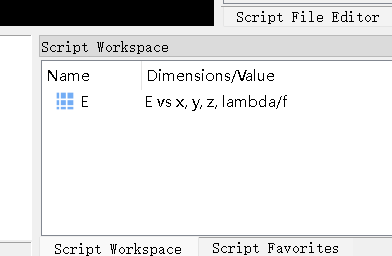 Script File Editor
Script Workspace
Name Dimensions/Value
E E vs x, y, z, lambda/f
Script Workspace Script Favorites